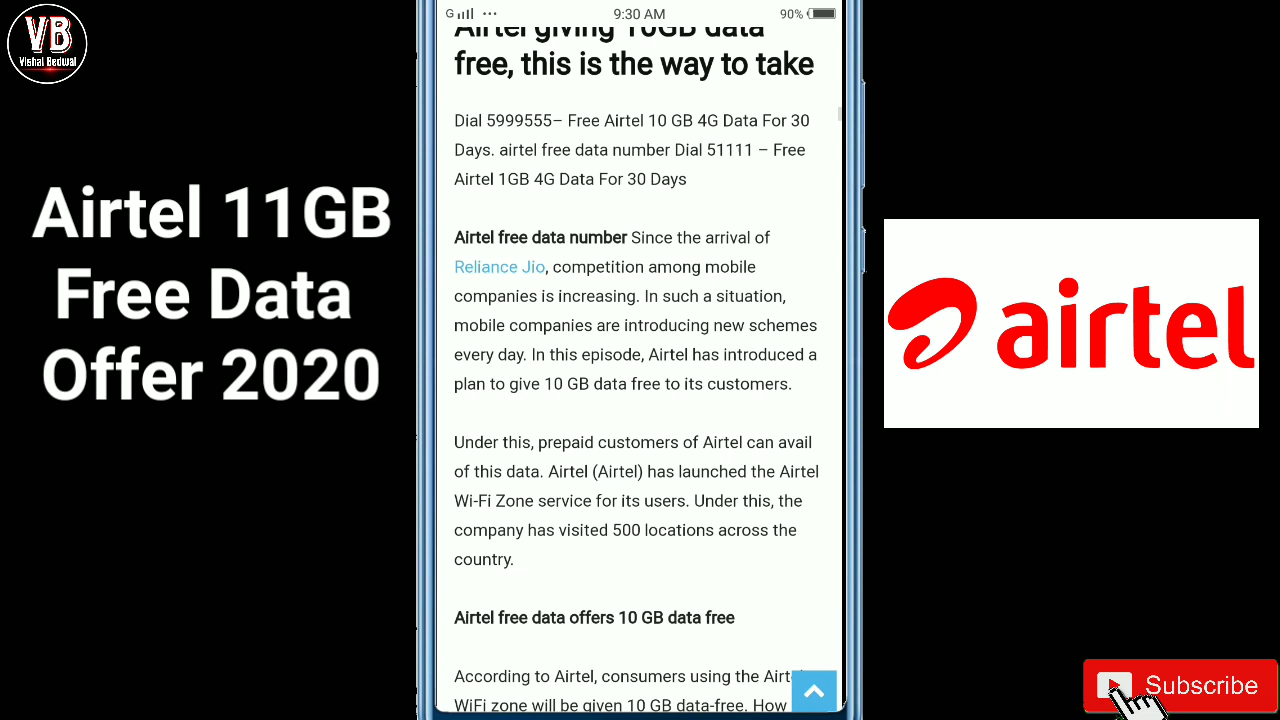 VB
Vishal Bedwal
Airtel 11GB
Free Data
Offer 2020
G
9:30 AM
90%
Airtel giving 10GB data
free, this is the way to take
Dial 5999555– Free Airtel 10 GB 4G Data For 30
Days. airtel free data number Dial 51111 – Free
Airtel 1GB 4G Data For 30 Days
Airtel free data number Since the arrival of
Reliance Jio, competition among mobile
companies is increasing. In such a situation,
mobile companies are introducing new schemes
every day. In this episode, Airtel has introduced a
plan to give 10 GB data free to its customers.
Under this, prepaid customers of Airtel can avail
of this data. Airtel (Airtel) has launched the Airtel
Wi-Fi Zone service for its users. Under this, the
company has visited 500 locations across the
country.
Airtel free data offers 10 GB data free
According to Airtel, consumers using the Airtel
WiFi zone will be given 10 GB data-free. How
airtel
Subscribe